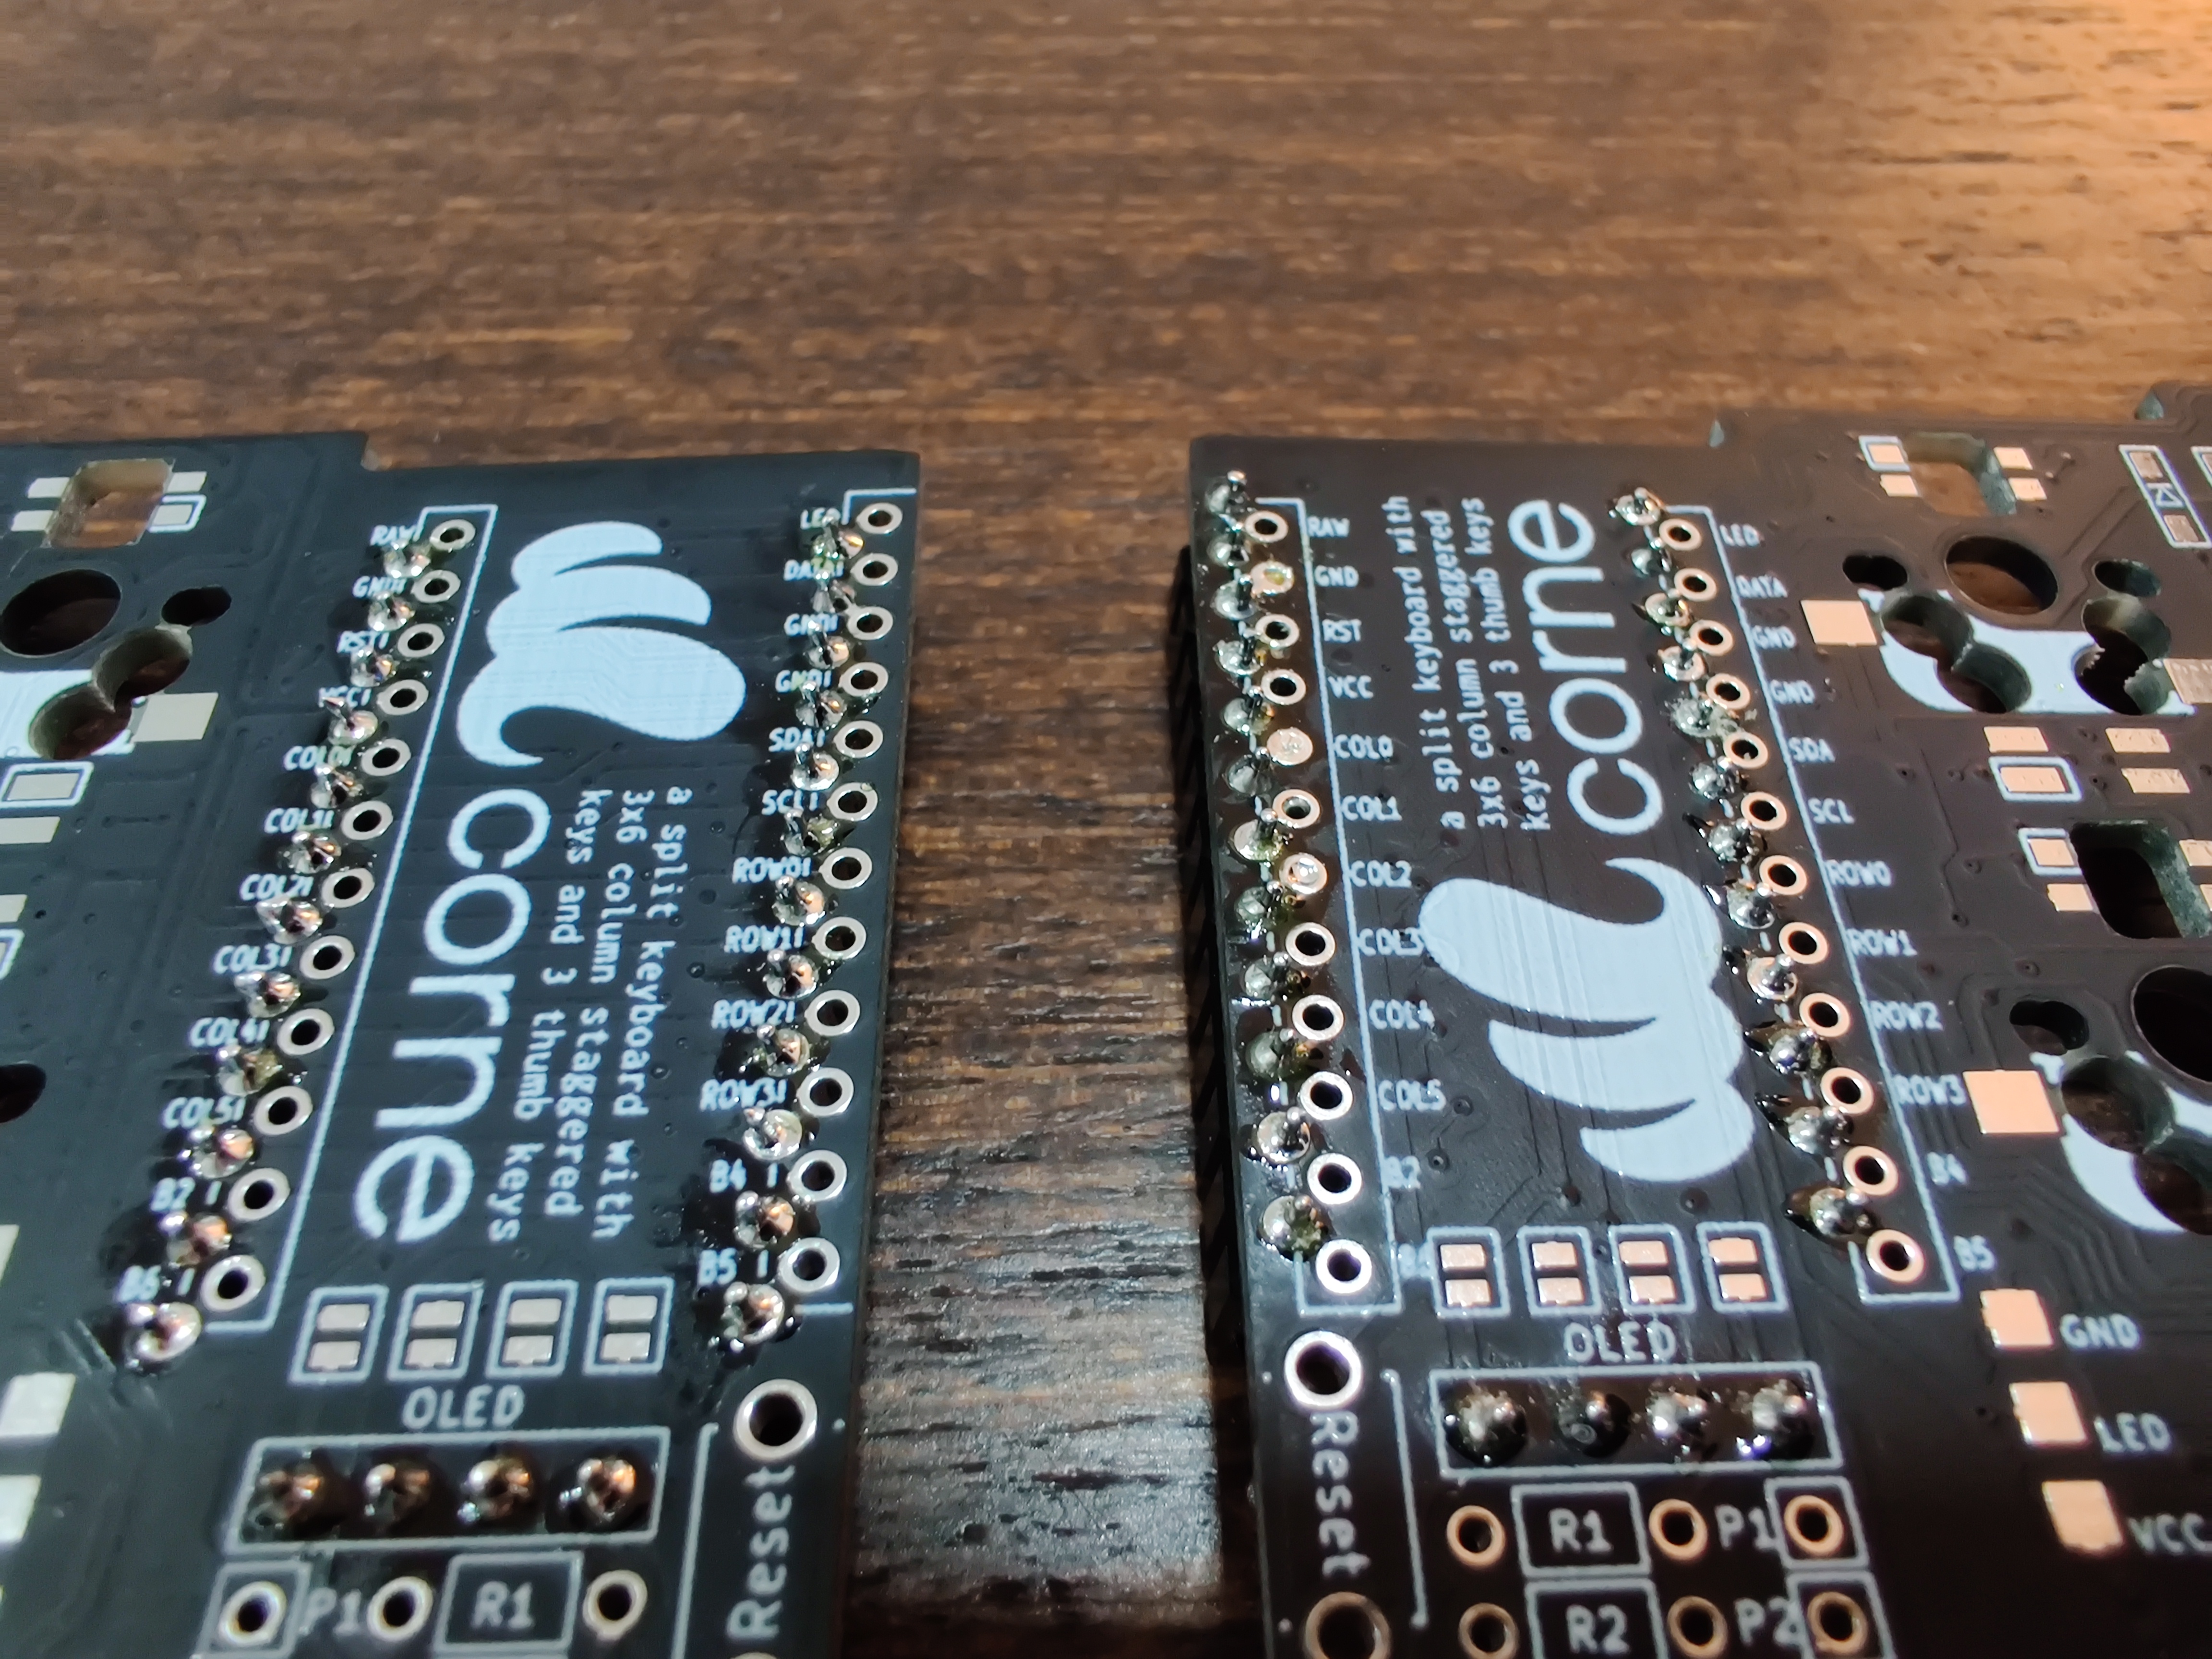 RAW
GND
RST
VCC
COL0
COL1
COL2
COL3
COL4
COL5
B2
B6
corne
a split keyboard with
3x6 column staggered
keys and 3 thumb keys
LED
DATA
GND
GND
SDA
SCL
ROW0
ROW1
ROW2
ROW3
B4
B5
OLED
Reset
P1
R1
RAW
GND
RST
VCC
COL0
COL1
COL2
COL3
COL4
COL5
B2
B6
a split keyboard with
3x6 column staggered
keys and 3 thumb keys
corne
LED
DATA
GND
GND
SDA
SCL
ROW0
ROW1
ROW2
ROW3
B4
B5
OLED
Reset
R1
P1
R2
P2
GND
LED
VCC